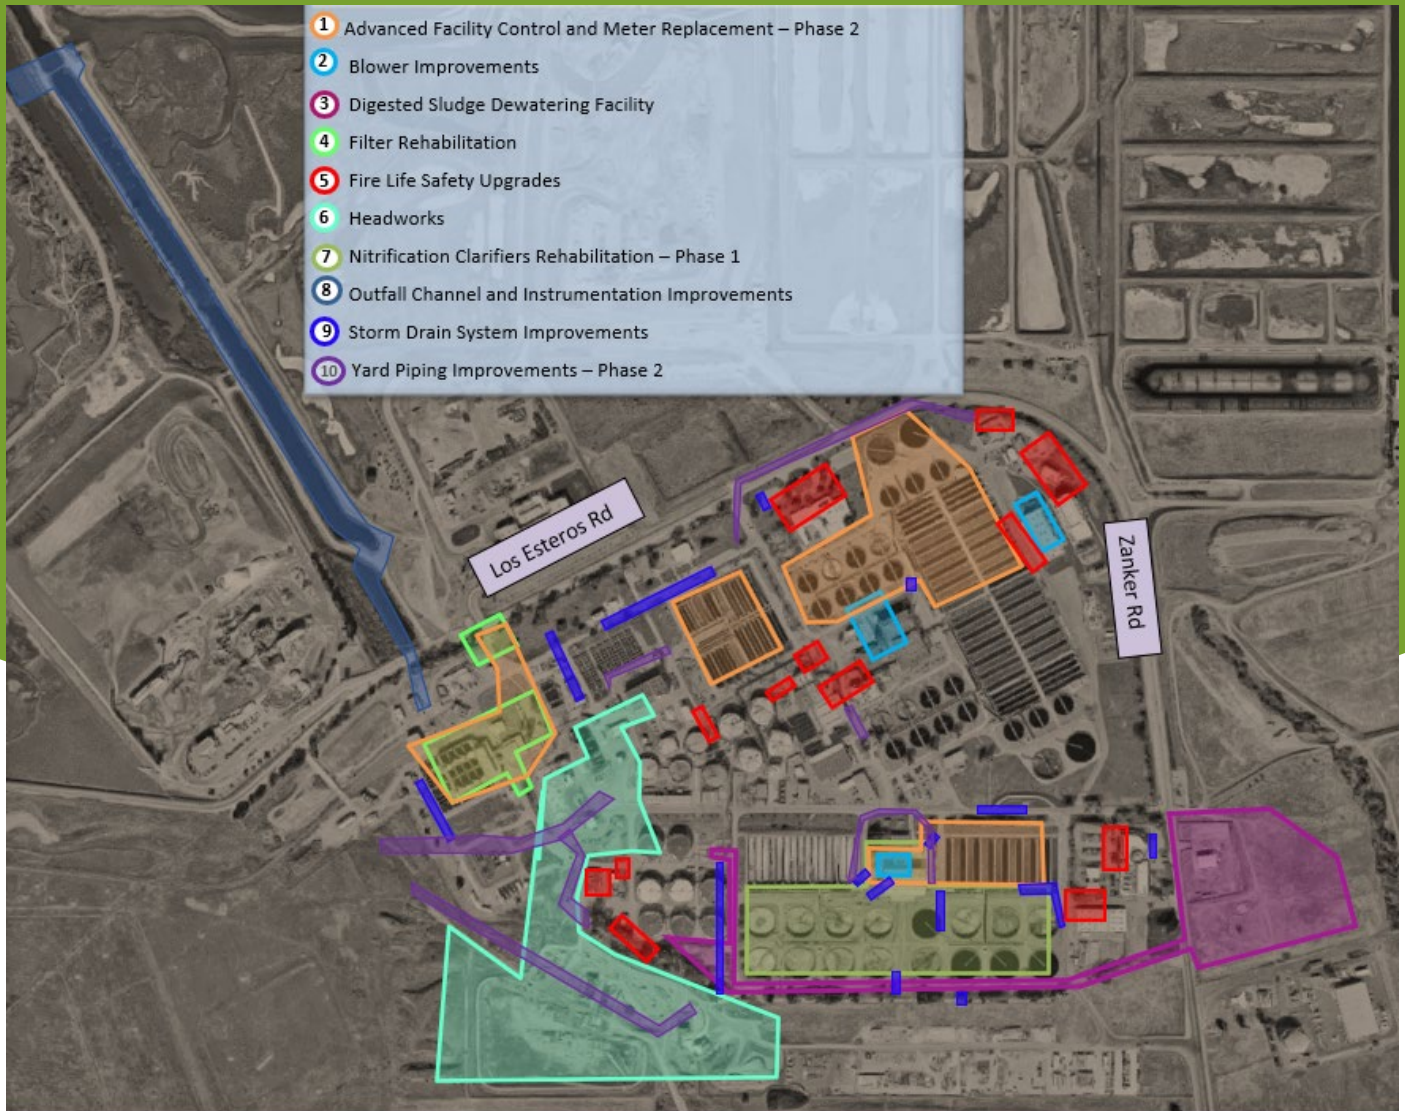 1 Advanced Facility Control and Meter Replacement – Phase 2
2 Blower Improvements
3 Digested Sludge Dewatering Facility
4 Filter Rehabilitation
5 Fire Life Safety Upgrades
6 Headworks
7 Nitrification Clarifiers Rehabilitation – Phase 1
8 Outfall Channel and Instrumentation Improvements
9 Storm Drain System Improvements
10 Yard Piping Improvements – Phase 2
Los Esteros Rd
Zanker Rd